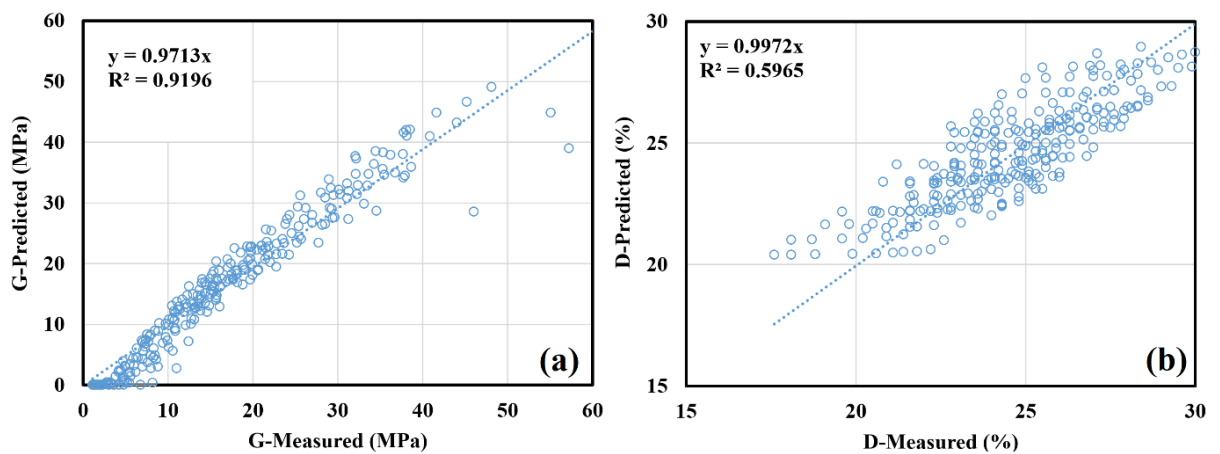 y = 0.9713x
R² = 0.9196
G-Predicted (MPa)
60
50
40
30
20
10
0
0 10 20 30 40 50 60
G-Measured (MPa)
(a)
y = 0.9972x
R² = 0.5965
D-Predicted (%)
30
25
20
15
15 20 25 30
D-Measured (%)
(b)